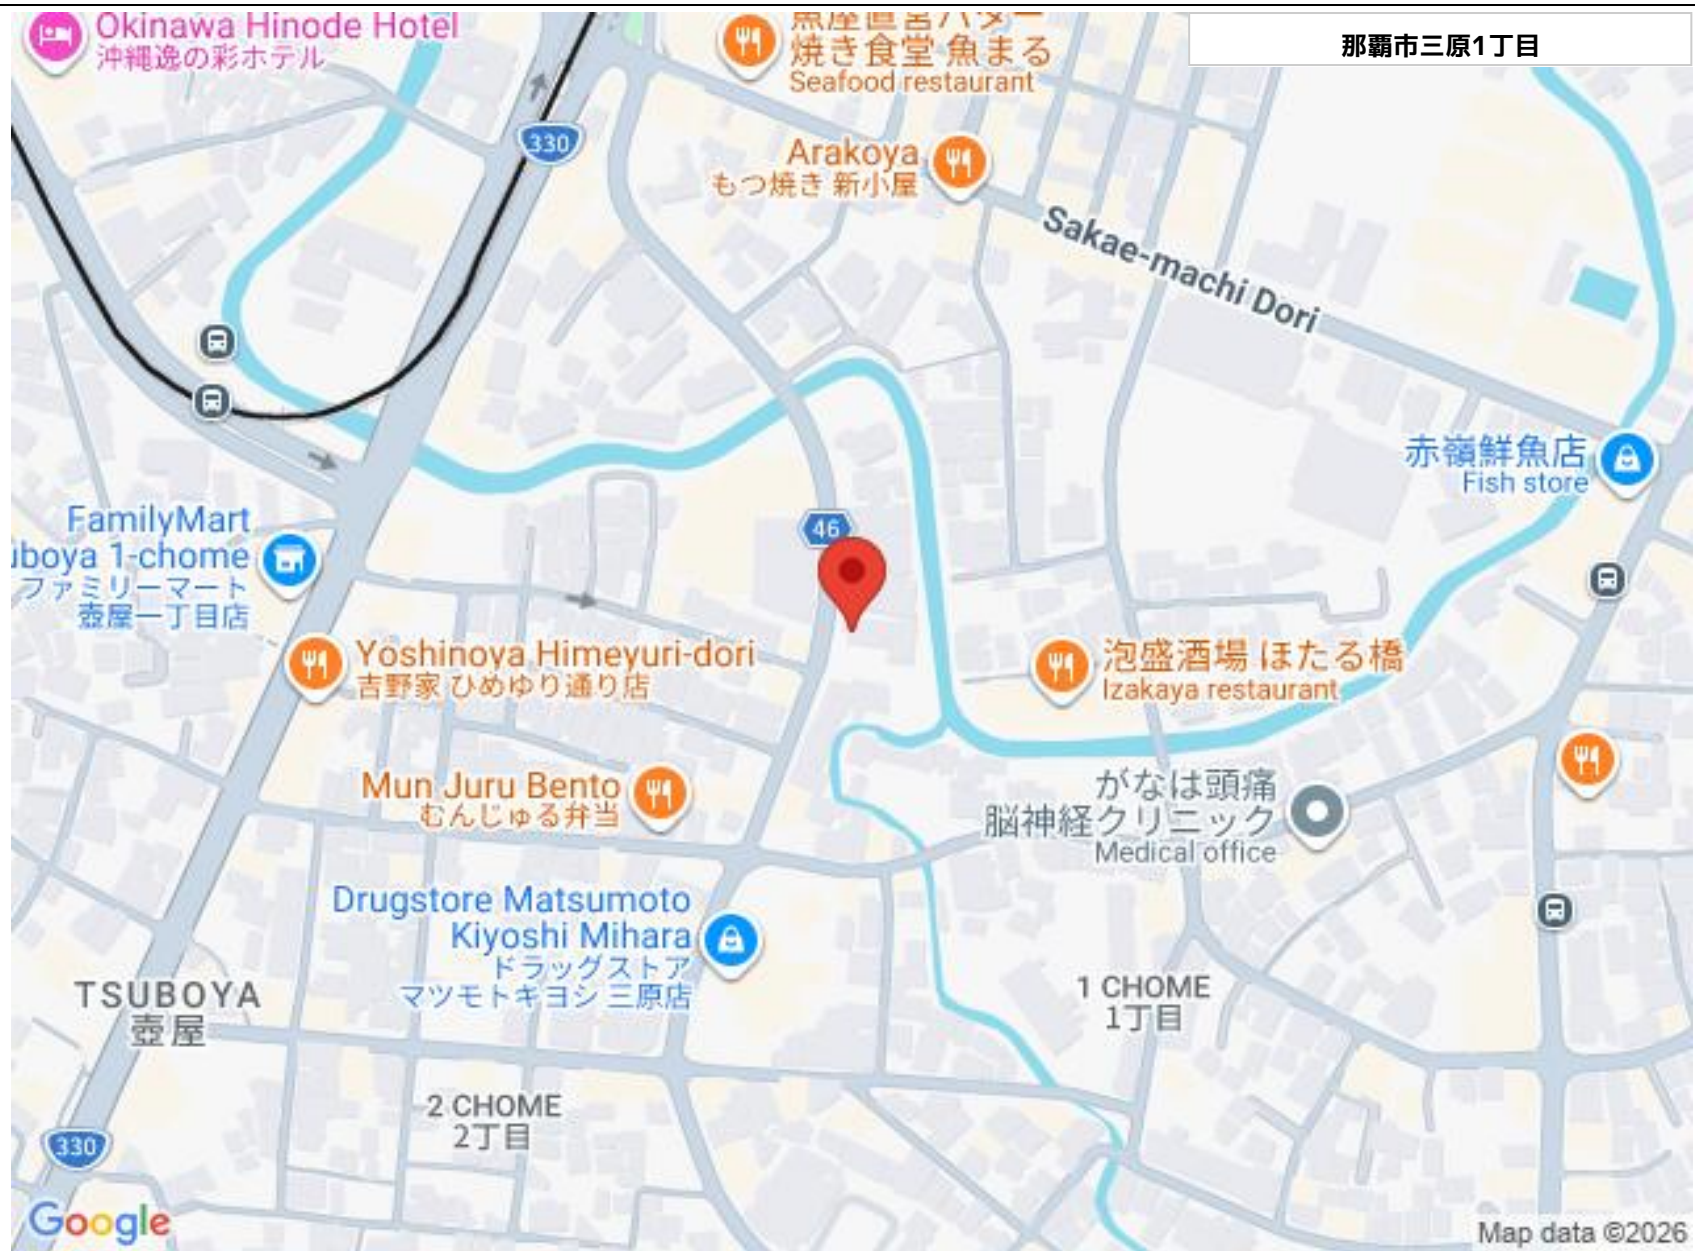 那覇市三原1丁目
Okinawa Hinode Hotel
沖縄逸の彩ホテル
焼き食堂 魚まる
Seafood restaurant
330
Arakoya
もつ焼き 新小屋
Sakae-machi Dori
赤嶺鮮魚店
Fish store
46
FamilyMart
uboya 1-chome
ファミリーマート
壺屋一丁目店
Yoshinoya Himeyuri-dori
吉野家 ひめゆり通り店
泡盛酒場 ほたる橋
Izakaya restaurant
Mun Juru Bento
むんじゅる弁当
がなは頭痛
脳神経クリニック
Medical office
Drugstore Matsumoto
Kiyoshi Mihara
ドラッグストア
マツモトキヨシ 三原店
TSUBOYA
壺屋
1 CHOME
1丁目
2 CHOME
2丁目
330
Google
Map data ©2026